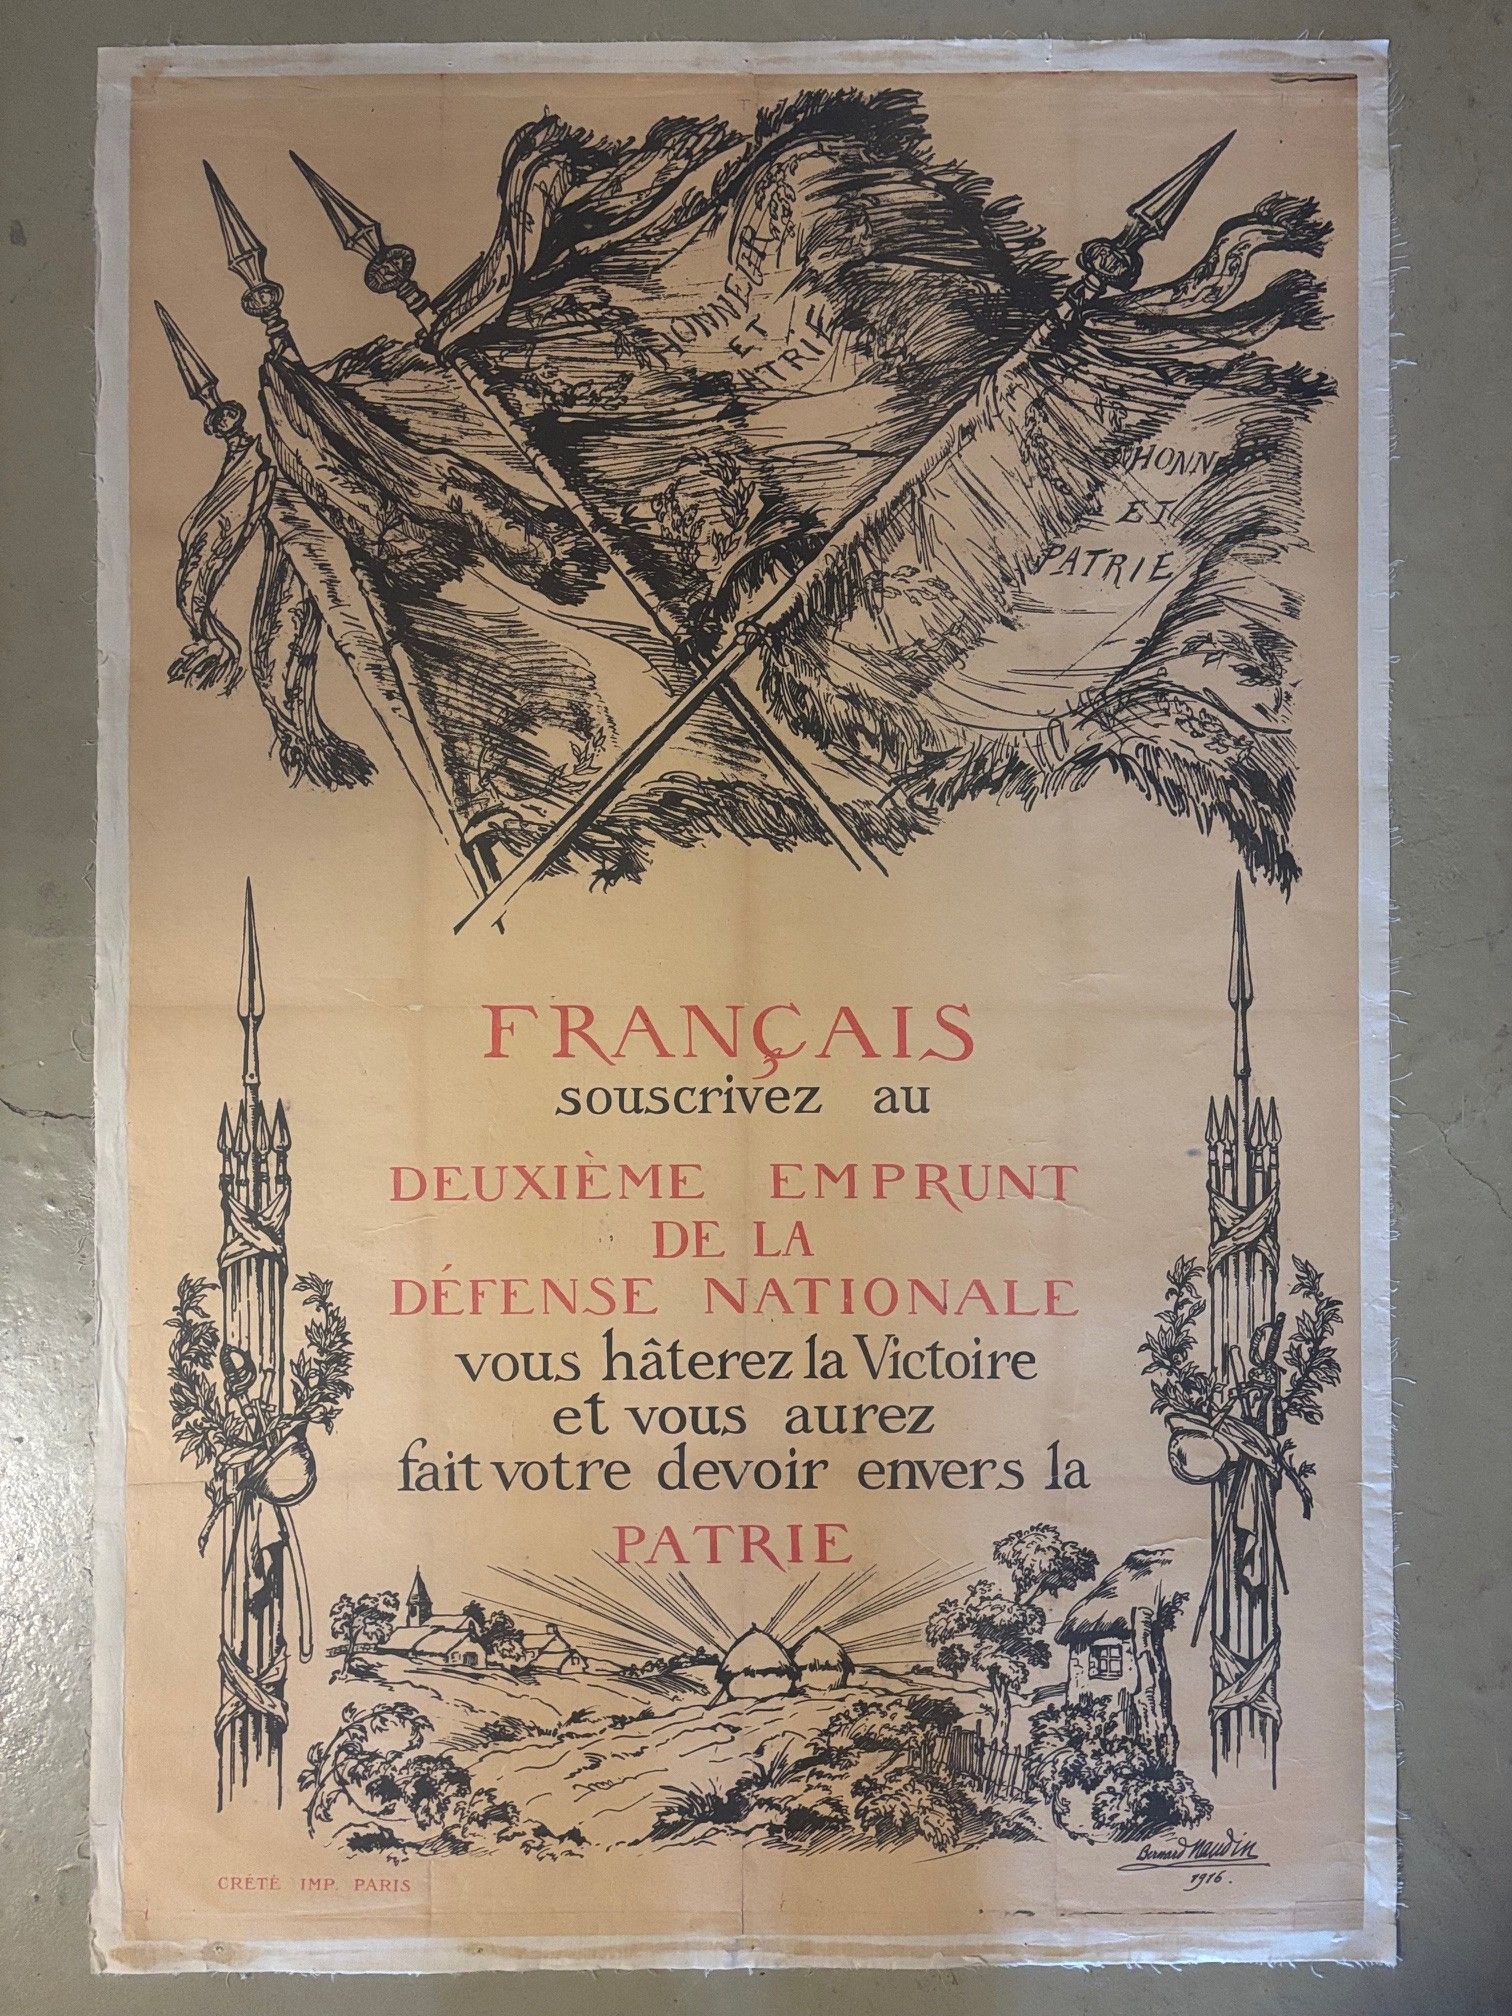 HONNEUR
ET
PATRIE
HONNE
ET
PATRIE
FRANÇAIS
souscrivez au
DEUXIÈME EMPRUNT
DE LA
DÉFENSE NATIONALE
vous hâterez la Victoire
et vous aurez
fait votre devoir envers la
PATRIE
Bernard Naudin
1916.
CRÉTÉ IMP. PARIS